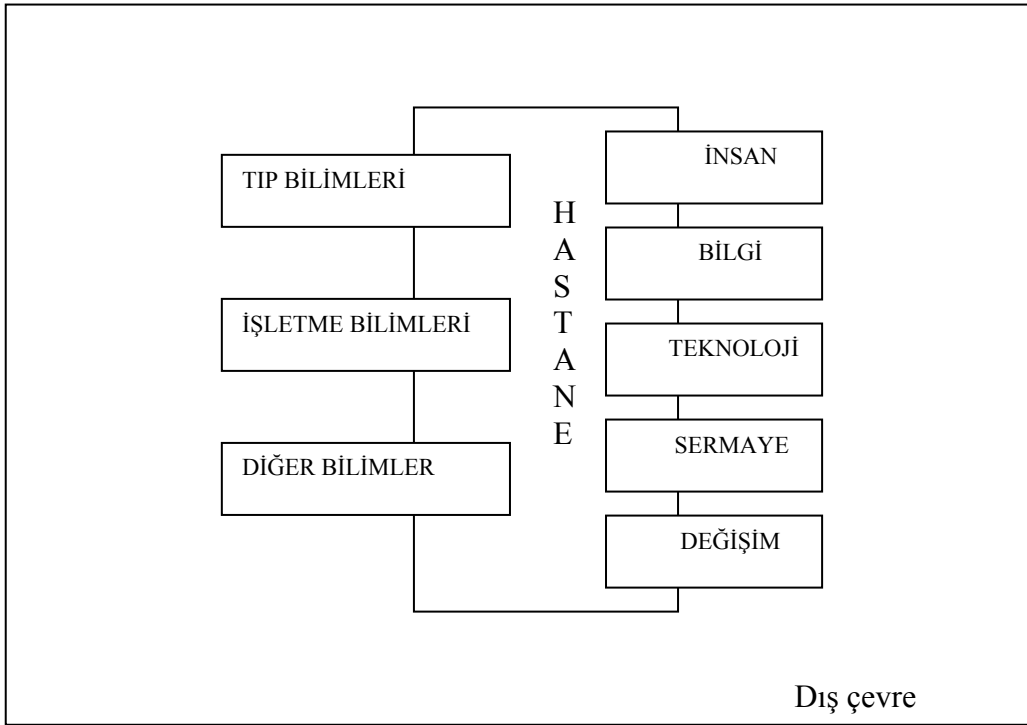 TIP BİLİMLERİ
İŞLETME BİLİMLERİ
DİĞER BİLİMLER
HASTANE
İNSAN
BİLGİ
TEKNOLOJİ
SERMAYE
DEĞİŞİM
Dış çevre